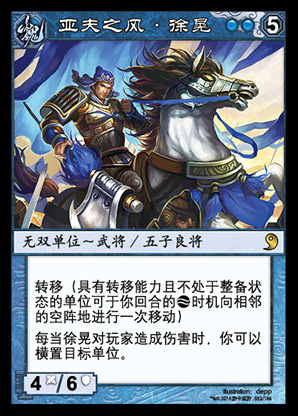 亚夫之风·徐晃
5
无双单位～武将／五子良将
转移（具有转移能力且不处于整备状
态的单位可于你回合的时机向相邻
的空阵地进行一次移动）
每当徐晃对玩家造成伤害时，你可以
横置目标单位。
4/6
illustration: depp